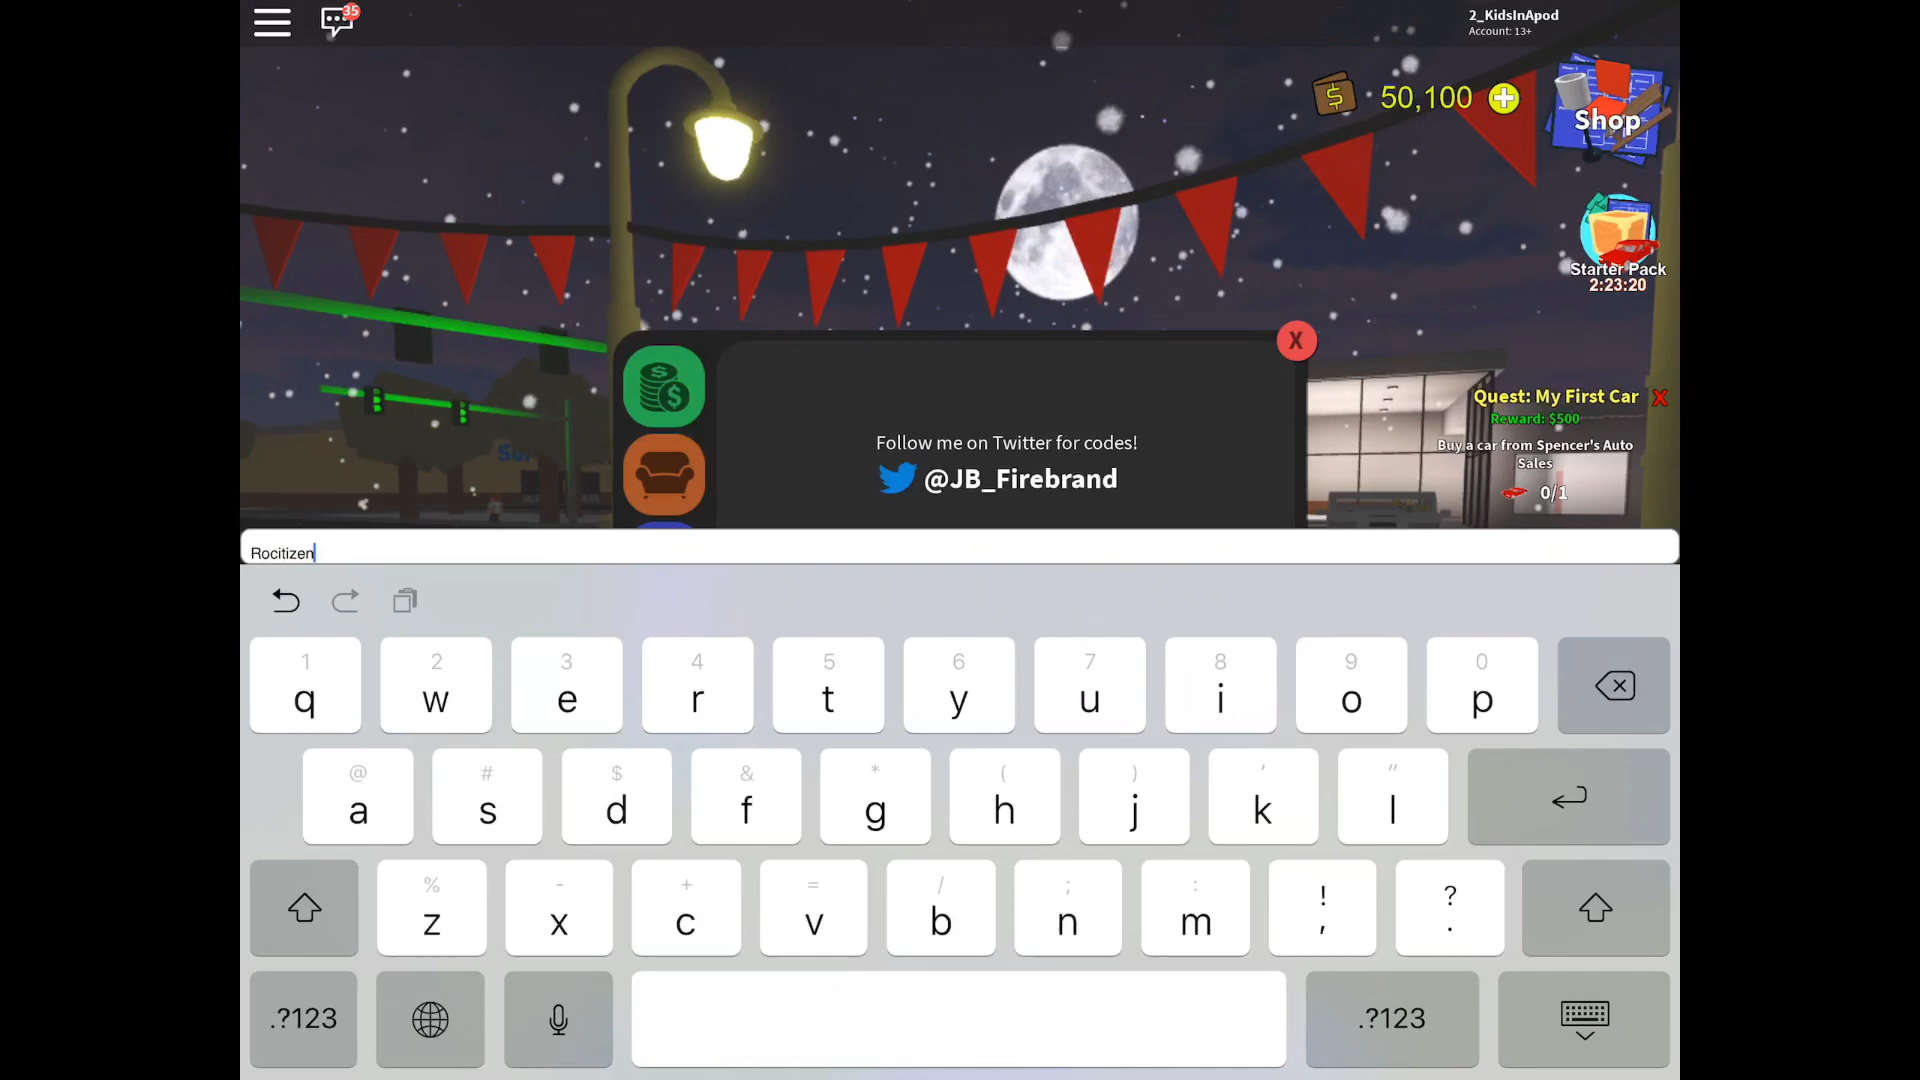 35
2_KidsInApod
Account: 13+
$ 50,100 +
Shop
Starter Pack
2:23:20
X
Quest: My First Car X
Reward: $500
Buy a car from Spencer's Auto
Sales
0/1
Follow me on Twitter for codes!
@JB_Firebrand
Rocitizen
1 2 3 4 5 6 7 8 9 0
q w e r t y u i o p
@ # $ & * ( ) ' "
a s d f g h j k l
% - + = / ; : ! ?
z x c v b n m , .
.?123 .?123